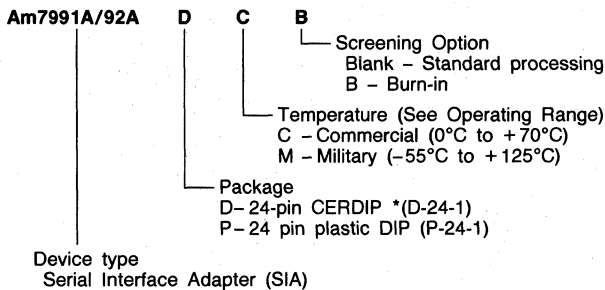 Am7991A/92A D C B
Screening Option
Blank – Standard processing
B – Burn-in
Temperature (See Operating Range)
C – Commercial (0°C to +70°C)
M – Military (–55°C to +125°C)
Package
D– 24-pin CERDIP *(D-24-1)
P– 24 pin plastic DIP (P-24-1)
Device type
Serial Interface Adapter (SIA)